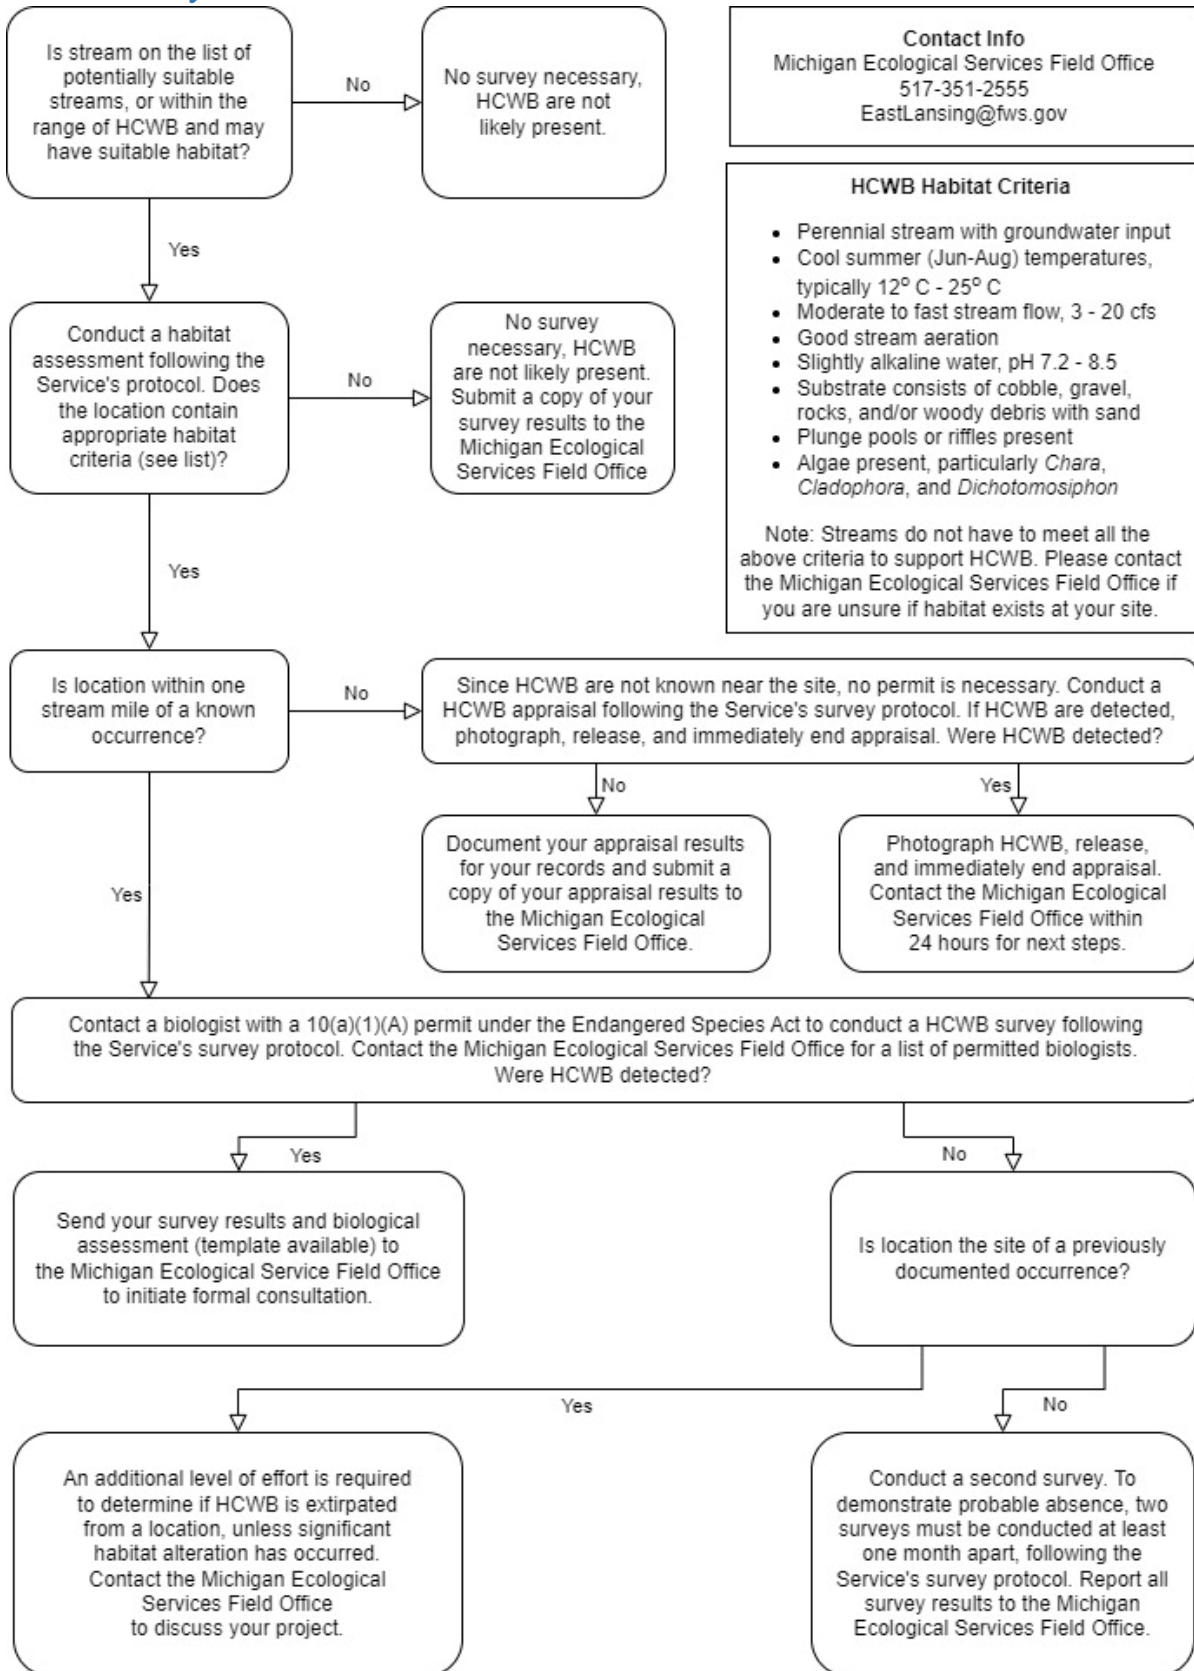 Is stream on the list of
potentially suitable
streams, or within the
range of HCWB and may
have suitable habitat?
No
No survey necessary,
HCWB are not
likely present.
Contact Info
Michigan Ecological Services Field Office
517-351-2555
EastLansing@fws.gov
HCWB Habitat Criteria
• Perennial stream with groundwater input
• Cool summer (Jun-Aug) temperatures,
typically 12° C - 25° C
• Moderate to fast stream flow, 3 - 20 cfs
• Good stream aeration
• Slightly alkaline water, pH 7.2 - 8.5
• Substrate consists of cobble, gravel,
rocks, and/or woody debris with sand
• Plunge pools or riffles present
• Algae present, particularly Chara,
Cladophora, and Dichotomosiphon
Note: Streams do not have to meet all the
above criteria to support HCWB. Please contact
the Michigan Ecological Services Field Office if
you are unsure if habitat exists at your site.
Yes
Conduct a habitat
assessment following the
Service's protocol. Does
the location contain
appropriate habitat
criteria (see list)?
No
No survey
necessary, HCWB
are not likely present.
Submit a copy of your
survey results to the
Michigan Ecological
Services Field Office
Yes
Is location within one
stream mile of a known
occurrence?
No
Since HCWB are not known near the site, no permit is necessary. Conduct a
HCWB appraisal following the Service's survey protocol. If HCWB are detected,
photograph, release, and immediately end appraisal. Were HCWB detected?
No
Yes
Document your appraisal results
for your records and submit a
copy of your appraisal results to
the Michigan Ecological
Services Field Office.
Photograph HCWB, release,
and immediately end appraisal.
Contact the Michigan Ecological
Services Field Office within
24 hours for next steps.
Yes
Contact a biologist with a 10(a)(1)(A) permit under the Endangered Species Act to conduct a HCWB survey following
the Service's survey protocol. Contact the Michigan Ecological Services Field Office for a list of permitted biologists.
Were HCWB detected?
Yes
No
Send your survey results and biological
assessment (template available) to
the Michigan Ecological Service Field Office
to initiate formal consultation.
Is location the site of a previously
documented occurrence?
Yes
No
An additional level of effort is required
to determine if HCWB is extirpated
from a location, unless significant
habitat alteration has occurred.
Contact the Michigan Ecological
Services Field Office
to discuss your project.
Conduct a second survey. To
demonstrate probable absence, two
surveys must be conducted at least
one month apart, following the
Service's survey protocol. Report all
survey results to the Michigan
Ecological Services Field Office.